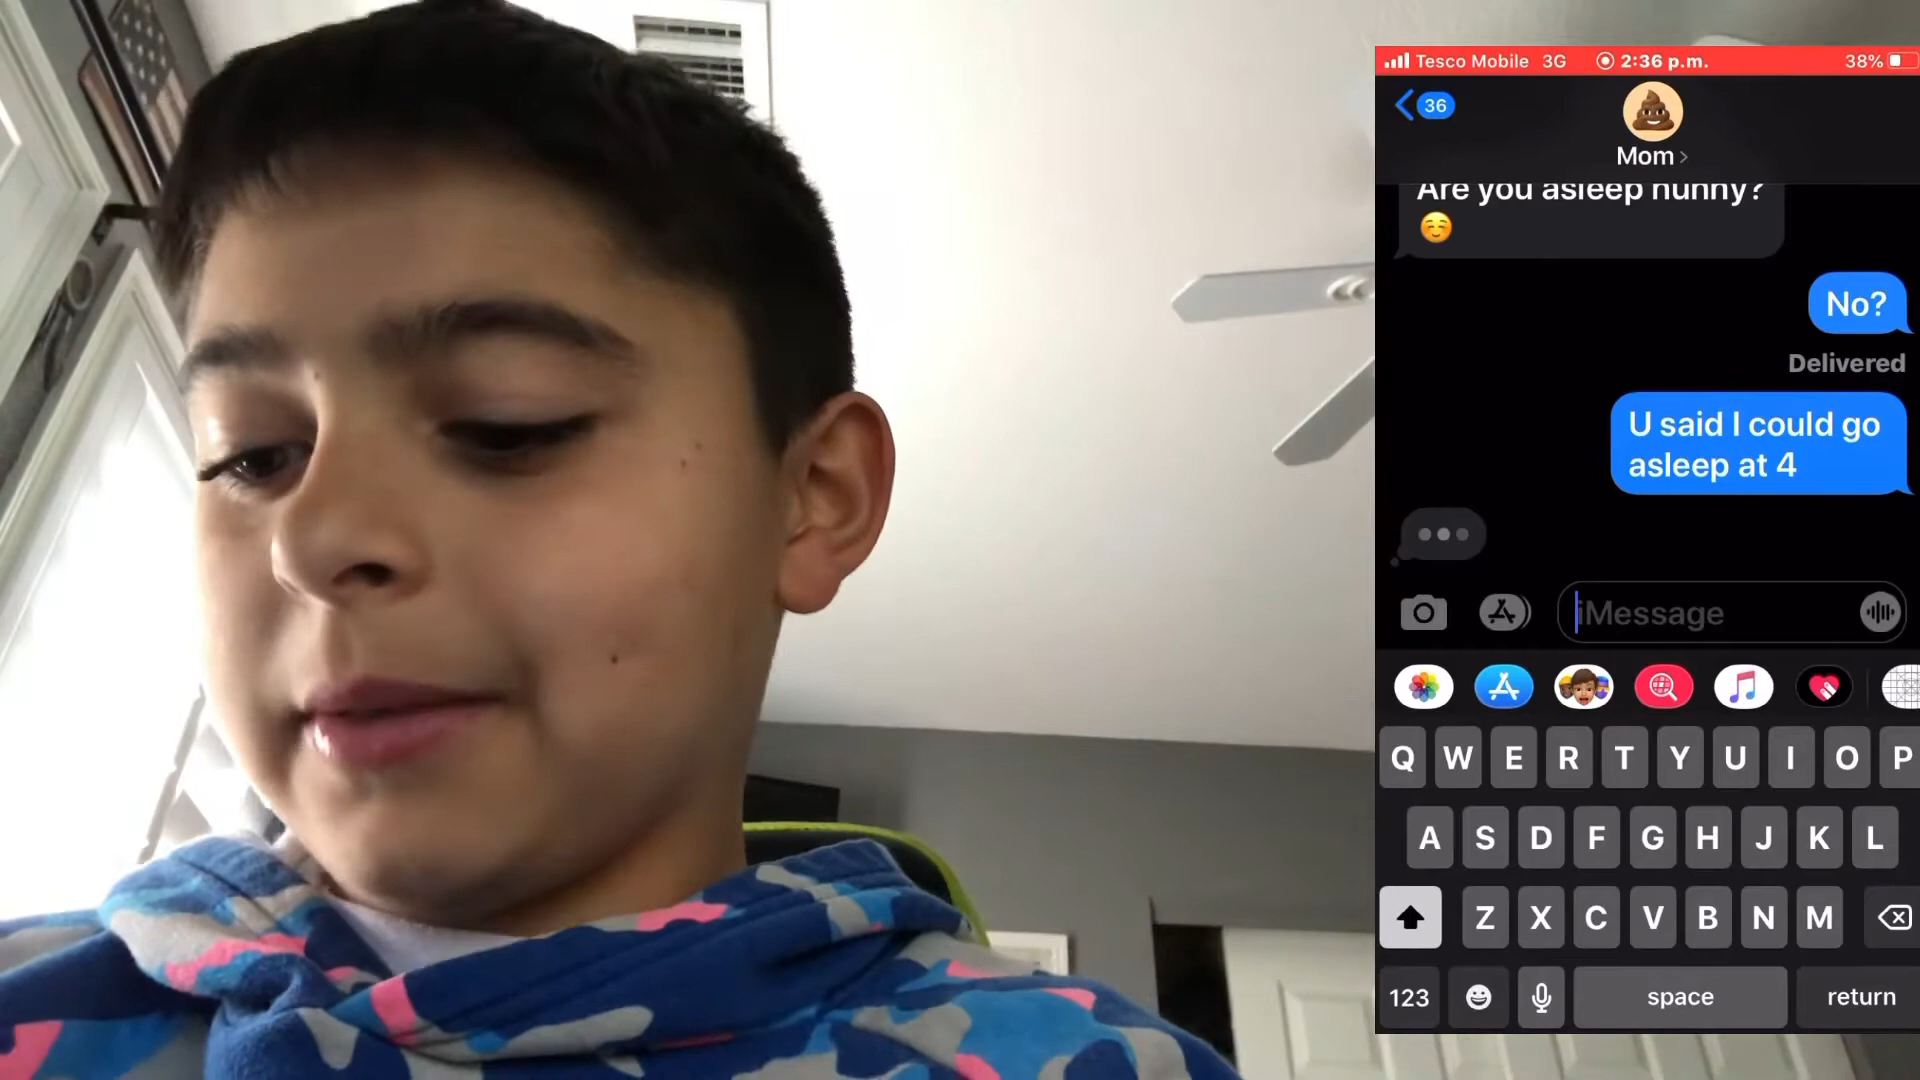 Tesco Mobile 3G 2:36 p.m. 38%
36
Mom
Are you asleep hunny?
No?
Delivered
U said I could go
asleep at 4
iMessage
Q W E R T Y U I O P
A S D F G H J K L
Z X C V B N M
123 space return